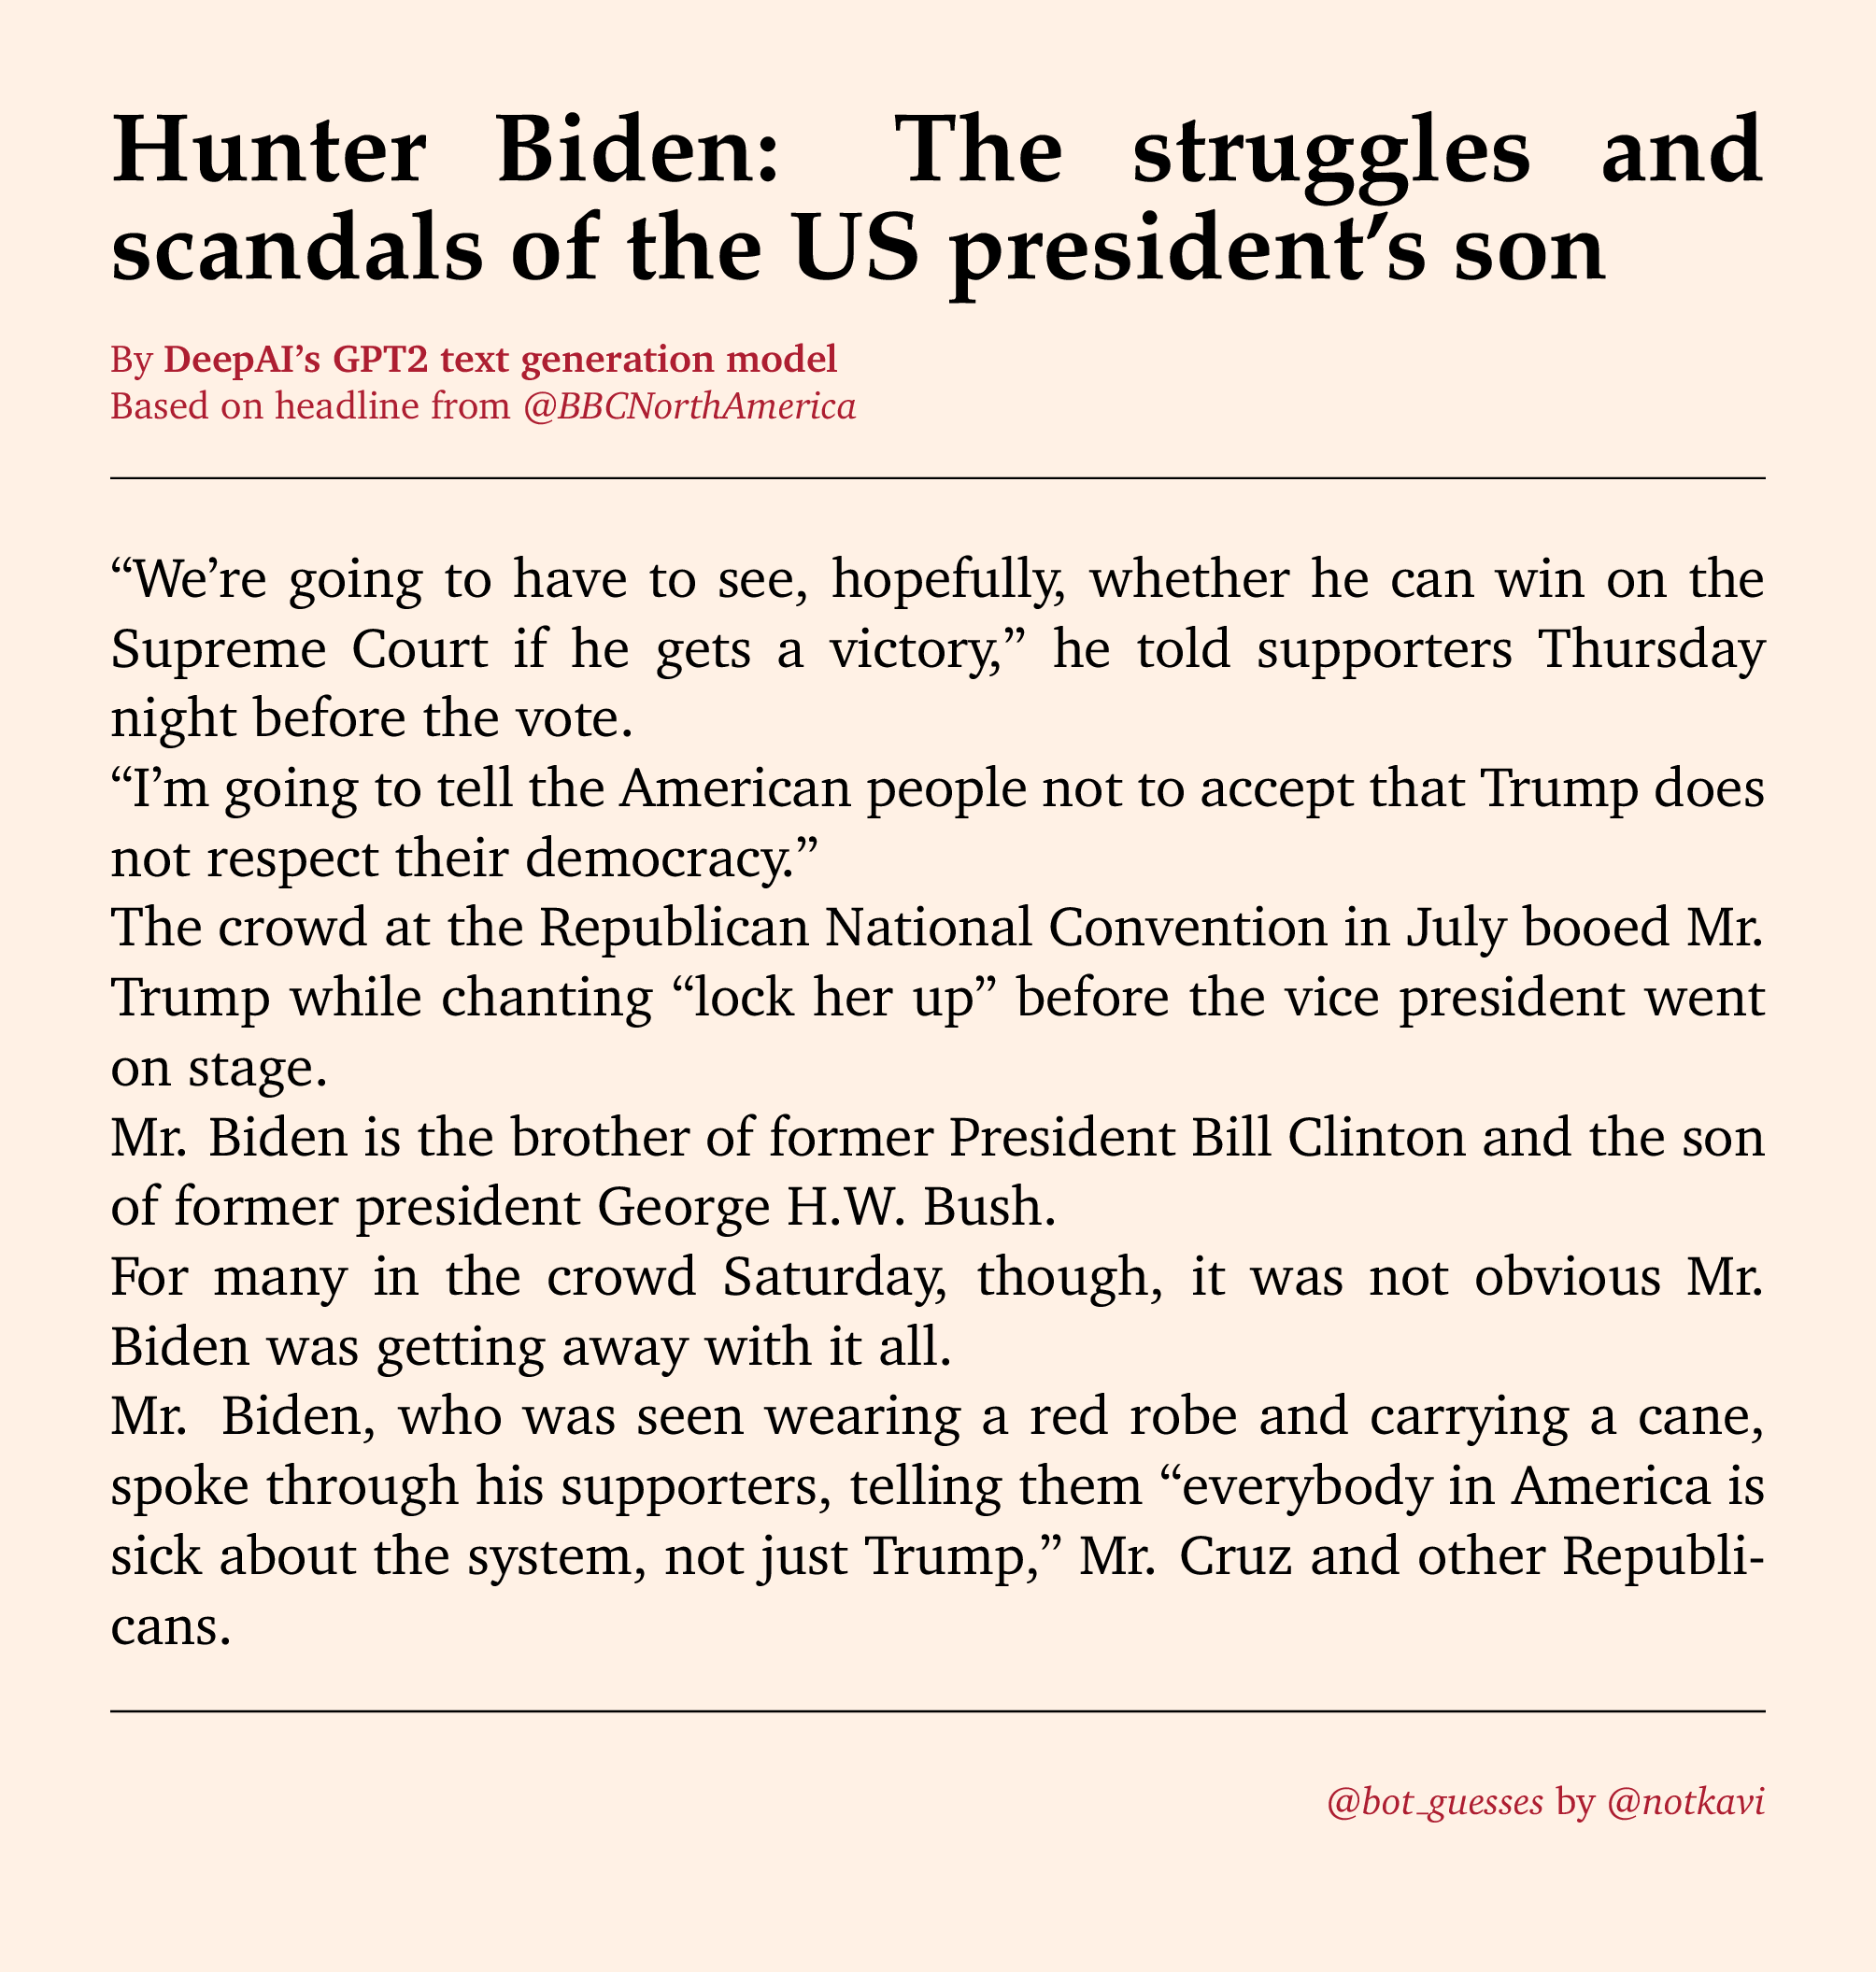 Hunter Biden: The struggles and
scandals of the US president’s son
By DeepAI’s GPT2 text generation model
Based on headline from @BBCNorthAmerica
“We’re going to have to see, hopefully, whether he can win on the
Supreme Court if he gets a victory,” he told supporters Thursday
night before the vote.
“I’m going to tell the American people not to accept that Trump does
not respect their democracy.”
The crowd at the Republican National Convention in July booed Mr.
Trump while chanting “lock her up” before the vice president went
on stage.
Mr. Biden is the brother of former President Bill Clinton and the son
of former president George H.W. Bush.
For many in the crowd Saturday, though, it was not obvious Mr.
Biden was getting away with it all.
Mr. Biden, who was seen wearing a red robe and carrying a cane,
spoke through his supporters, telling them “everybody in America is
sick about the system, not just Trump,” Mr. Cruz and other Republi-
cans.
@bot_guesses by @notkavi